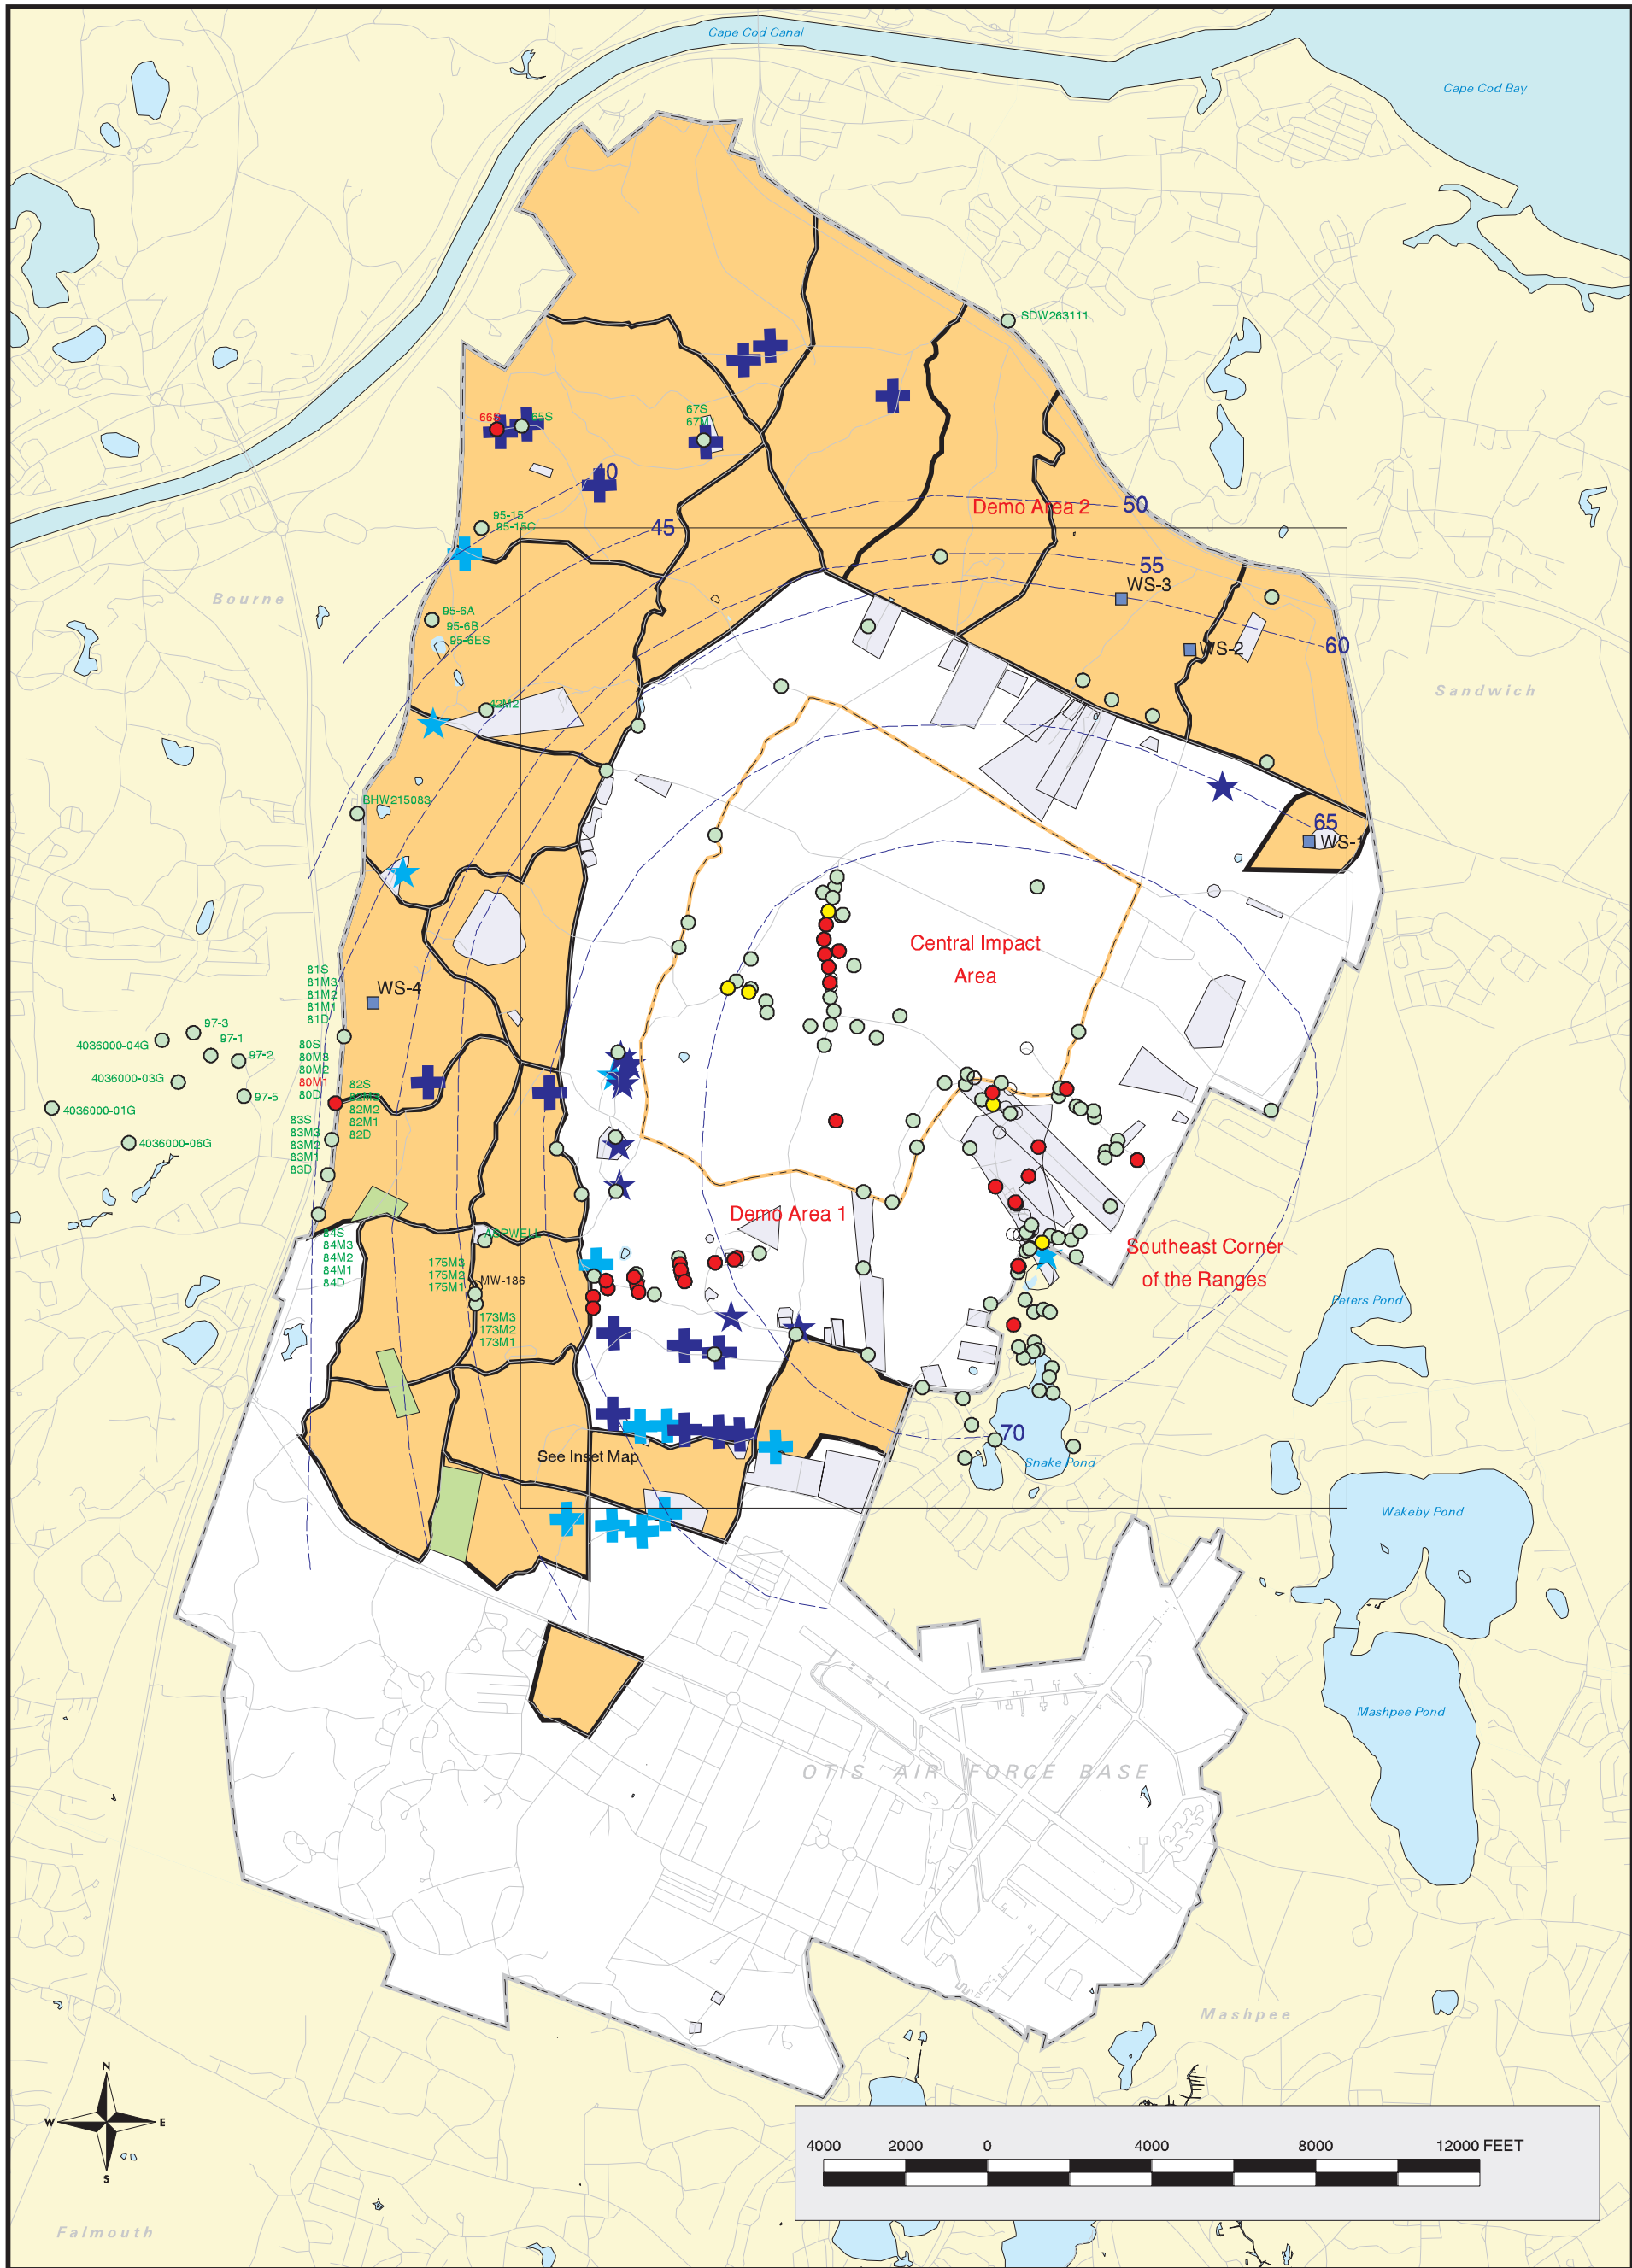 Cape Cod Canal
Cape Cod Bay
SDW263111
67S
67M1
65S
40
Demo Area 2
50
95-15
95-15C
45
55
WS-3
Bourne
95-6A
95-6B
95-6ES
60
WS-2
Sandwich
42M2
BHW215083
65
WS-1
Central Impact
Area
81S
81M3
81M2
81M1
81D
WS-4
97-3
97-1
4036000-04G
97-2
80S
80M3
80M2
80M1
80D
4036000-03G
82S
82M3
82M2
82M1
82D
97-5
4036000-01G
83S
83M3
83M2
83M1
83D
4036000-06G
Demo Area 1
84S
84M3
84M2
84M1
84D
ASPWELL
Southeast Corner
of the Ranges
175M3
175M2
175M1
MW-186
173M3
173M2
173M1
Peters Pond
70
See Inset Map
Snake Pond
Wakeby Pond
Mashpee Pond
OTIS AIR FORCE BASE
Mashpee
N
W
E
S
4000 2000 0 4000 8000 12000 FEET
Falmouth